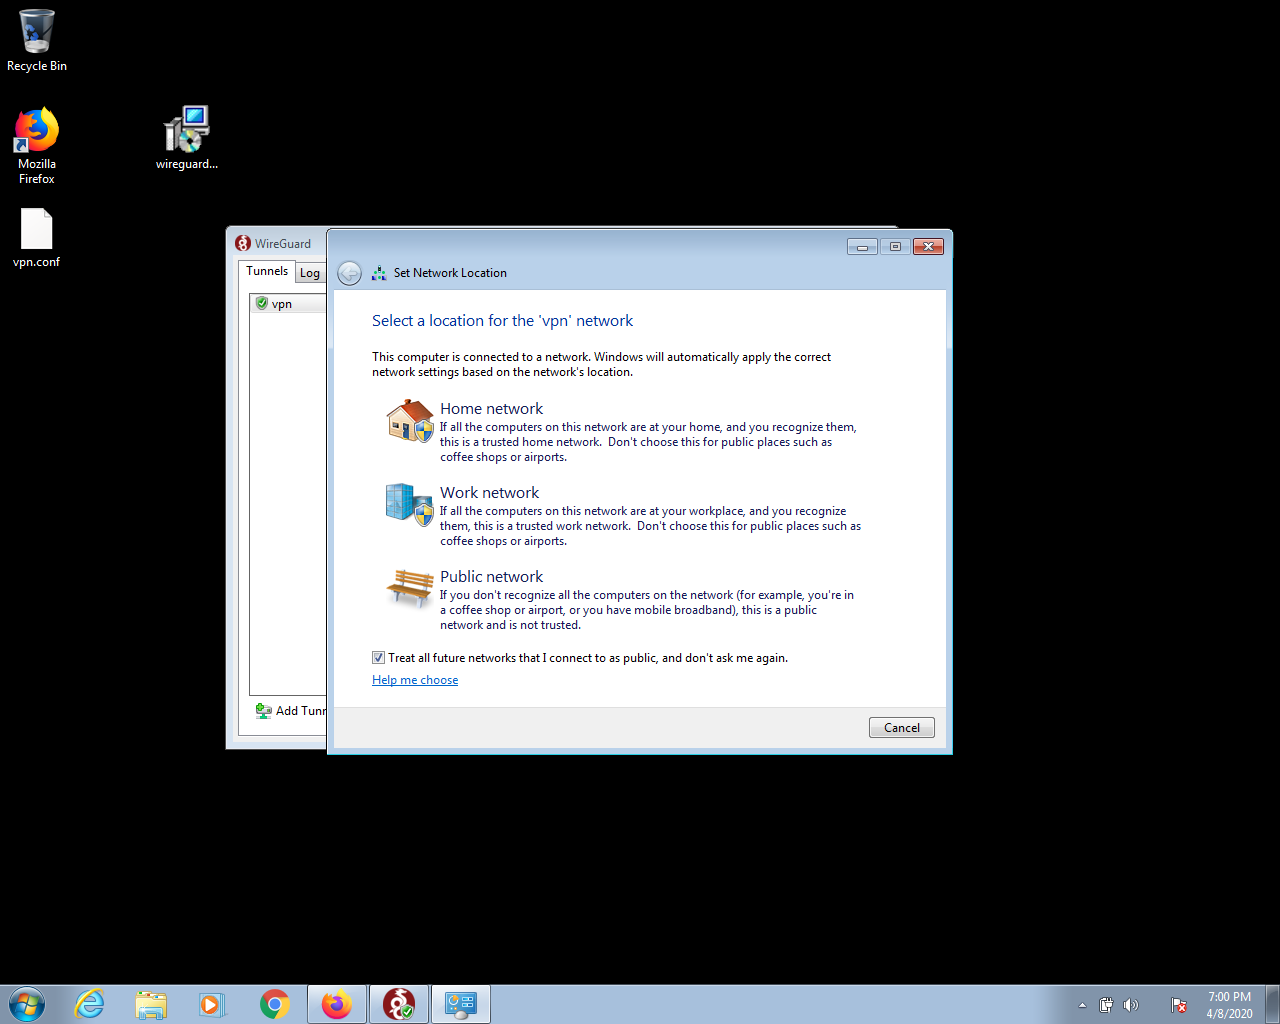 Recycle Bin
Mozilla
Firefox
wireguard...
vpn.conf
WireGuard
Tunnels
Log
vpn
Add Tunn
Set Network Location
Select a location for the 'vpn' network
This computer is connected to a network. Windows will automatically apply the correct
network settings based on the network's location.
Home network
If all the computers on this network are at your home, and you recognize them,
this is a trusted home network.  Don't choose this for public places such as
coffee shops or airports.
Work network
If all the computers on this network are at your workplace, and you recognize
them, this is a trusted work network.  Don't choose this for public places such as
coffee shops or airports.
Public network
If you don't recognize all the computers on the network (for example, you're in
a coffee shop or airport, or you have mobile broadband), this is a public
network and is not trusted.
Treat all future networks that I connect to as public, and don't ask me again.
Help me choose
Cancel
7:00 PM
4/8/2020